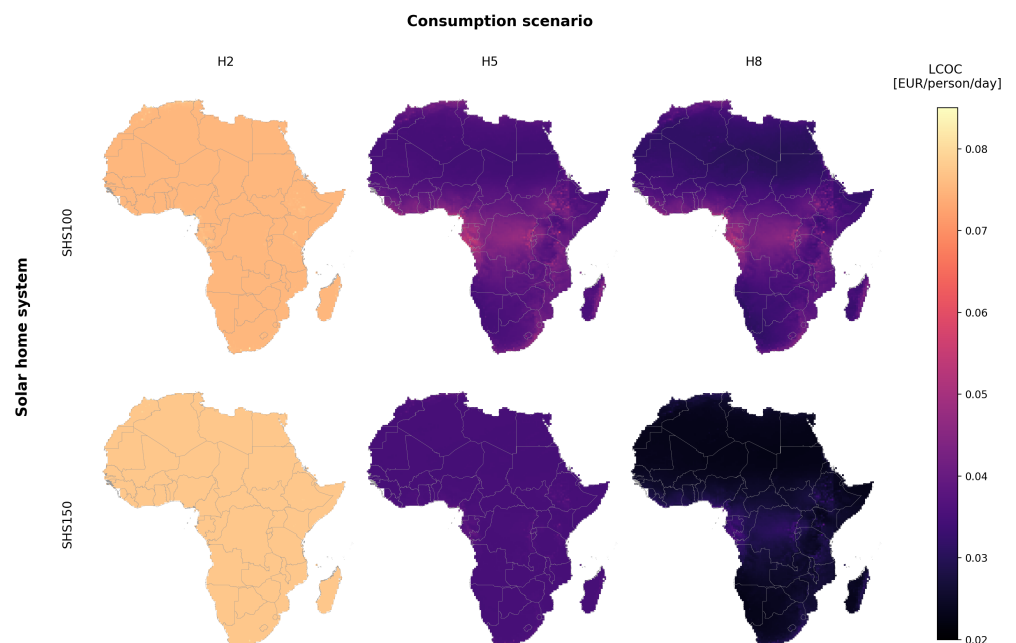 Consumption scenario
H2
H5
H8
LCOC
[EUR/person/day]
Solar home system
SHS100
SHS150
0.08
0.07
0.06
0.05
0.04
0.03
0.02